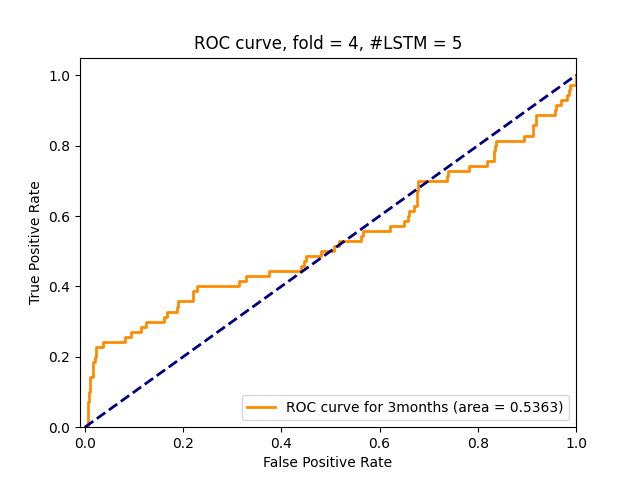 ROC curve, fold = 4, #LSTM = 5
1.0
0.8
0.6
0.4
0.2
0.0
True Positive Rate
ROC curve for 3months (area = 0.5363)
0.0 0.2 0.4 0.6 0.8 1.0
False Positive Rate